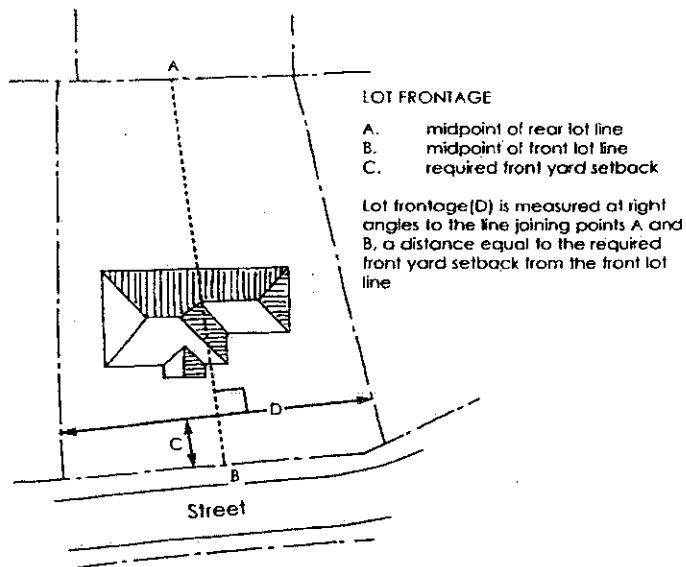 A
LOT FRONTAGE
A. midpoint of rear lot line
B. midpoint of front lot line
C. required front yard setback
Lot frontage(D) is measured at right
angles to the line joining points A and
B, a distance equal to the required
front yard setback from the front lot
line
D
C
B
Street